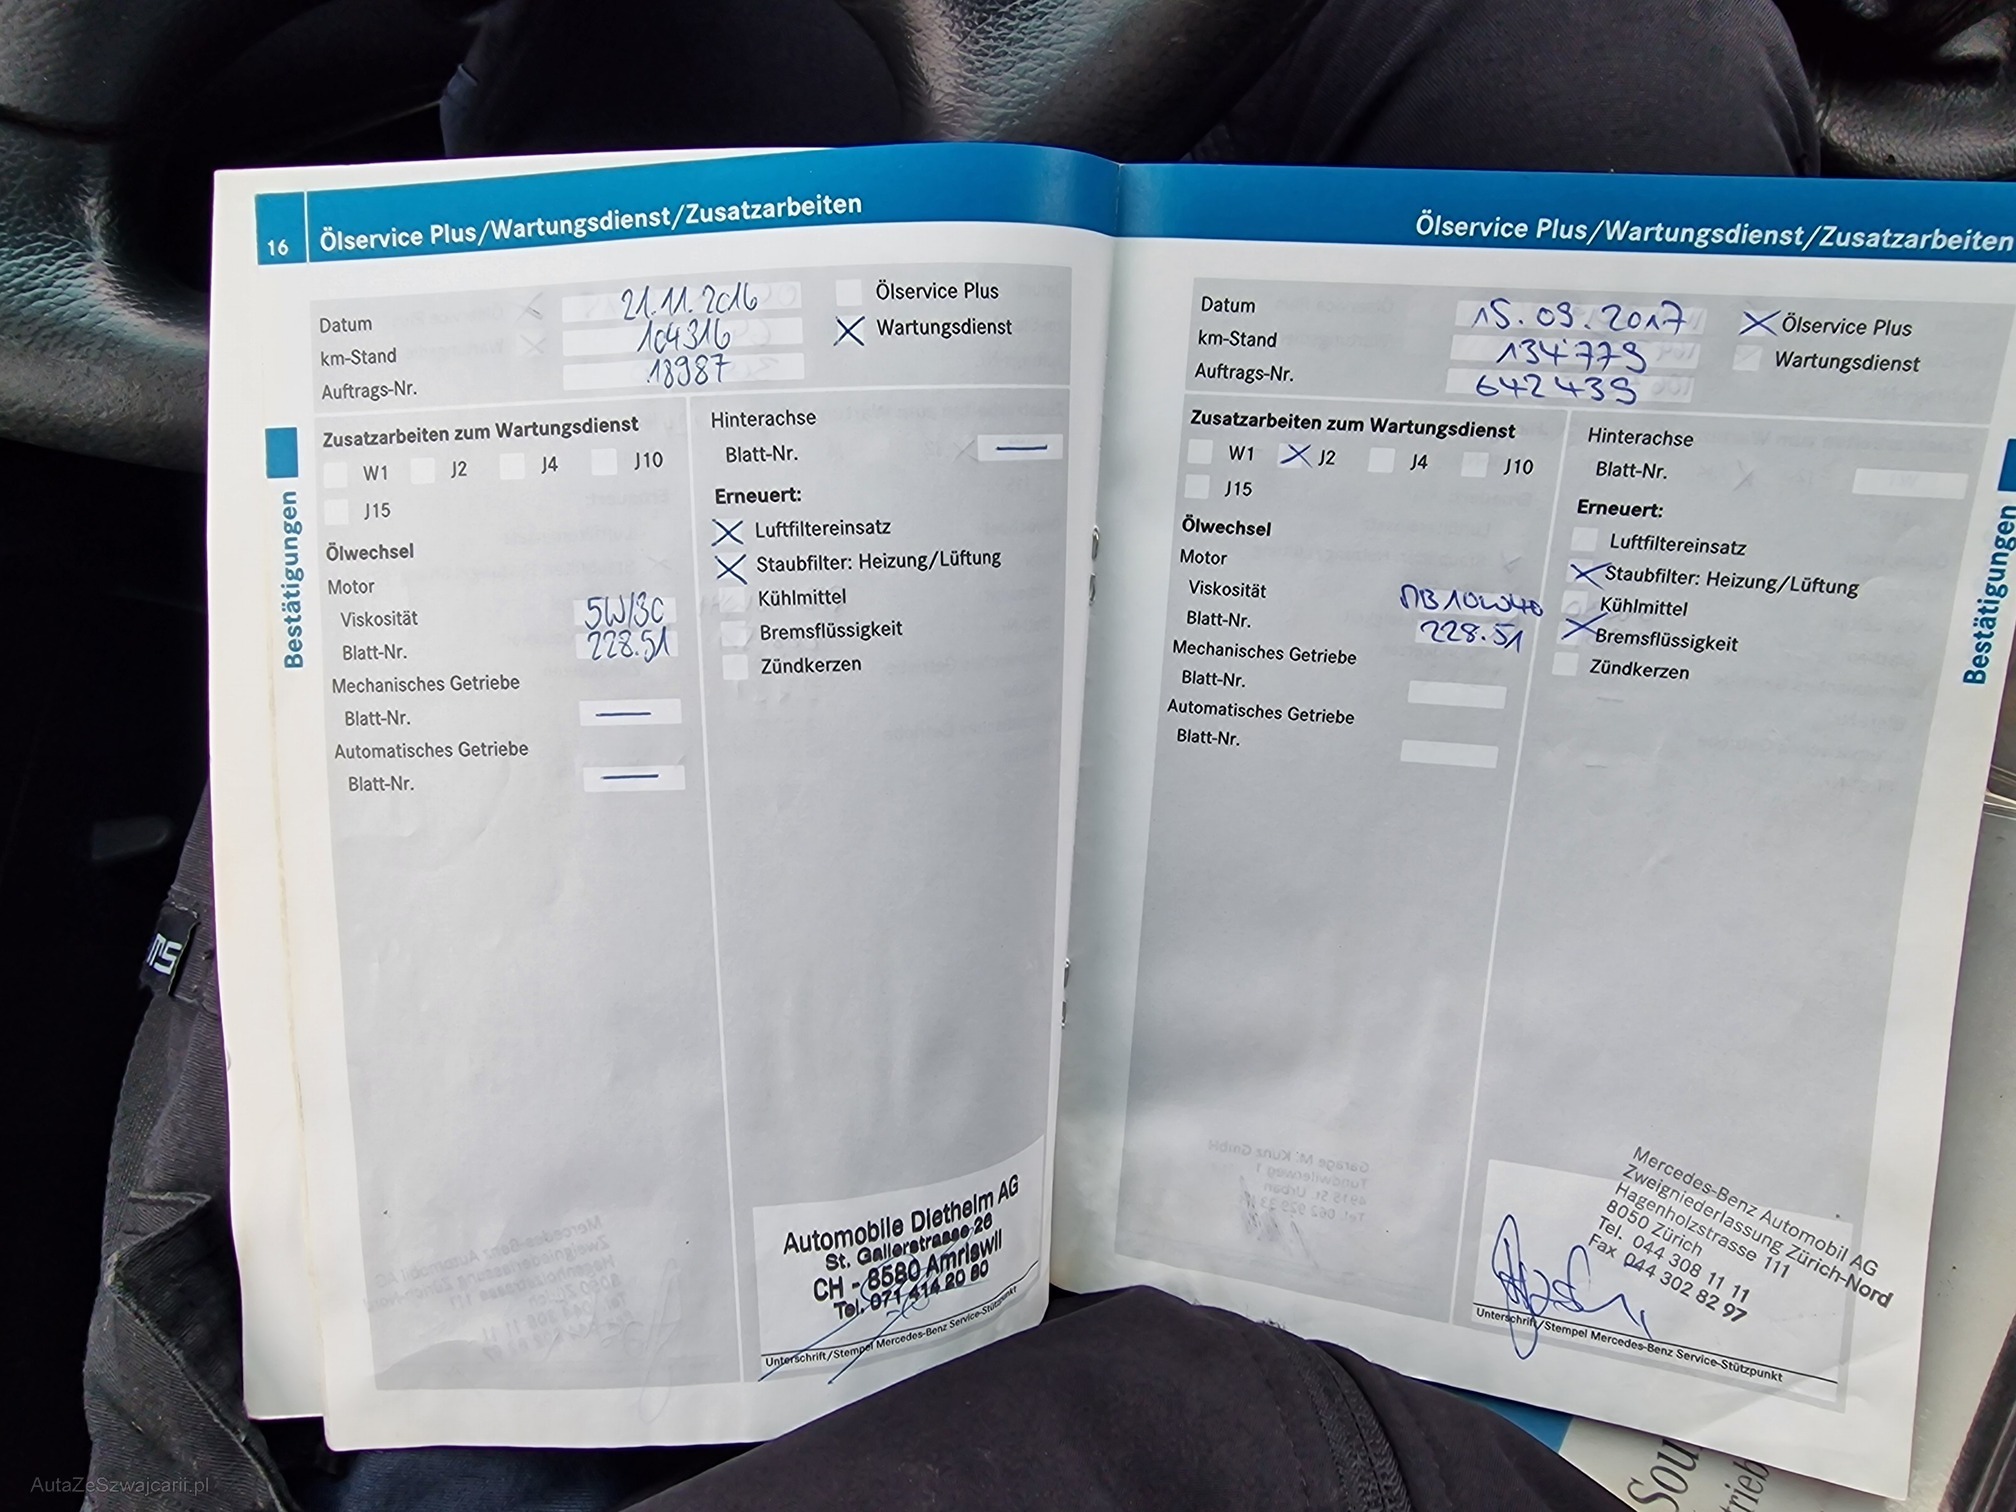 16
Ölservice Plus/Wartungsdienst/Zusatzarbeiten
Datum 21.11.2016
km-Stand 104316
Auftrags-Nr. 18987
Ölservice Plus
Wartungsdienst
Zusatzarbeiten zum Wartungsdienst
W1 J2 J4 J10
J15
Ölwechsel
Motor
Viskosität 5W/30
Blatt-Nr. 228.51
Mechanisches Getriebe
Blatt-Nr.
Automatisches Getriebe
Blatt-Nr.
Hinterachse
Blatt-Nr.
Erneuert:
Luftfiltereinsatz
Staubfilter: Heizung/Lüftung
Kühlmittel
Bremsflüssigkeit
Zündkerzen
Automobile Diethelm AG
St. Gallerstrasse 26
CH - 8580 Amriswil
Tel. 071 414 20 80
Unterschrift/Stempel Mercedes-Benz Service-Stützpunkt
Bestätigungen
Ölservice Plus/Wartungsdienst/Zusatzarbeiten
Datum 15.09.2017
km-Stand 134'779
Auftrags-Nr. 642439
Ölservice Plus
Wartungsdienst
Zusatzarbeiten zum Wartungsdienst
W1 J2 J4 J10
J15
Ölwechsel
Motor
Viskosität MB 10W40
Blatt-Nr. 228.51
Mechanisches Getriebe
Blatt-Nr.
Automatisches Getriebe
Blatt-Nr.
Hinterachse
Blatt-Nr.
Erneuert:
Luftfiltereinsatz
Staubfilter: Heizung/Lüftung
Kühlmittel
Bremsflüssigkeit
Zündkerzen
Mercedes-Benz Automobil AG
Zweigniederlassung Zürich-Nord
Hagenholzstrasse 111
8050 Zürich
Tel. 044 308 11 11
Fax 044 302 82 97
Unterschrift/Stempel Mercedes-Benz Service-Stützpunkt
Bestätigungen
AutaZeSzwajcarii.pl